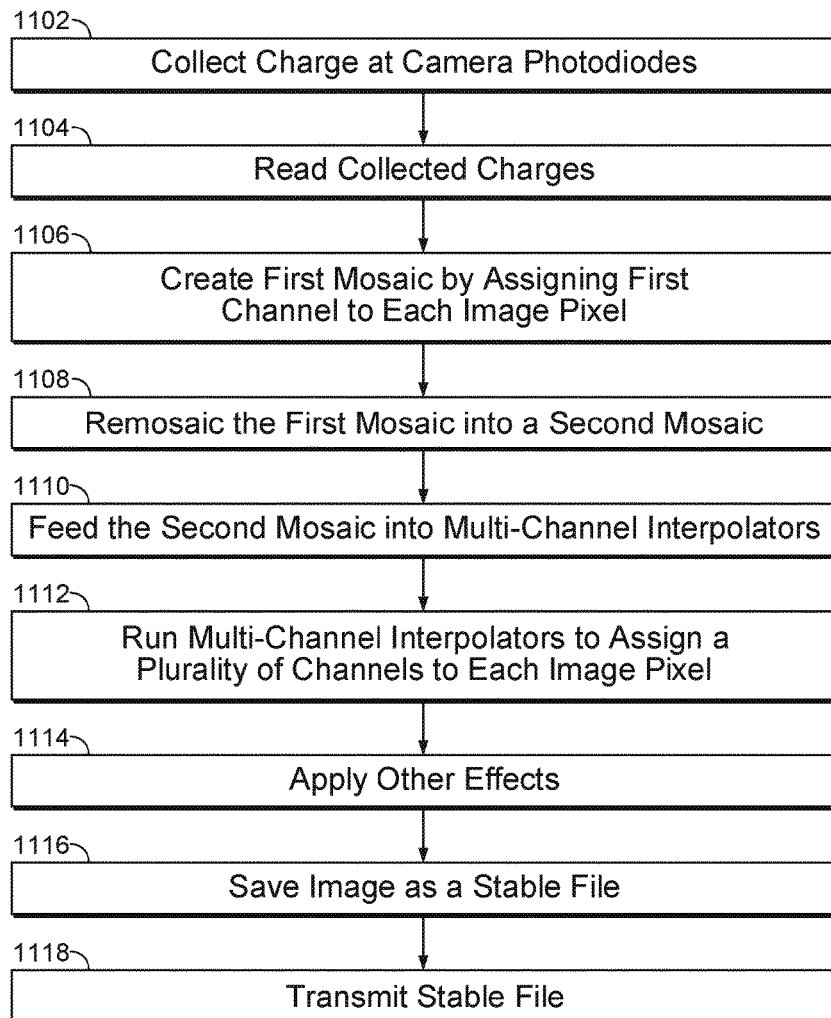 1102
Collect Charge at Camera Photodiodes
1104
Read Collected Charges
1106
Create First Mosaic by Assigning First
Channel to Each Image Pixel
1108
Remosaic the First Mosaic into a Second Mosaic
1110
Feed the Second Mosaic into Multi-Channel Interpolators
1112
Run Multi-Channel Interpolators to Assign a
Plurality of Channels to Each Image Pixel
1114
Apply Other Effects
1116
Save Image as a Stable File
1118
Transmit Stable File